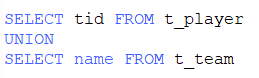 SELECT tid FROM t_player
UNION
SELECT name FROM t_team